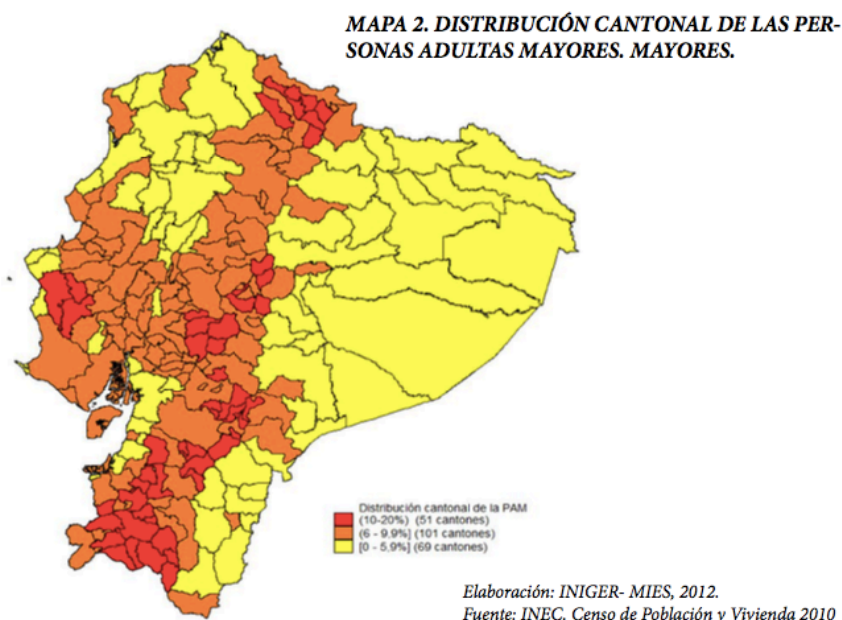 MAPA 2. DISTRIBUCIÓN CANTONAL DE LAS PER-
SONAS ADULTAS MAYORES. MAYORES.
Distribución cantonal de la PAM
(10-20%) (51 cantones)
(6 - 9,9%] (101 cantones)
[0 - 5,9%] (69 cantones)
Elaboración: INIGER- MIES, 2012.
Fuente: INEC. Censo de Población y Vivienda 2010